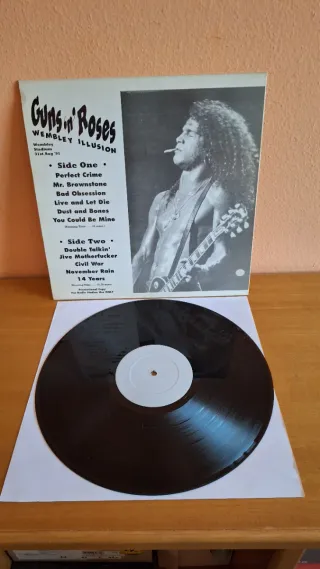 Guns n' Roses
WEMBLEY ILLUSION
Wembley
Stadium
31st Aug '91
• Side One •
Perfect Crime
Mr. Brownstone
Bad Obsession
Live and Let Die
Dust and Bones
You Could Be Mine
• Side Two •
Double Talkin'
Jive Motherfucker
Civil War
November Rain
14 Years
Promotional Copy